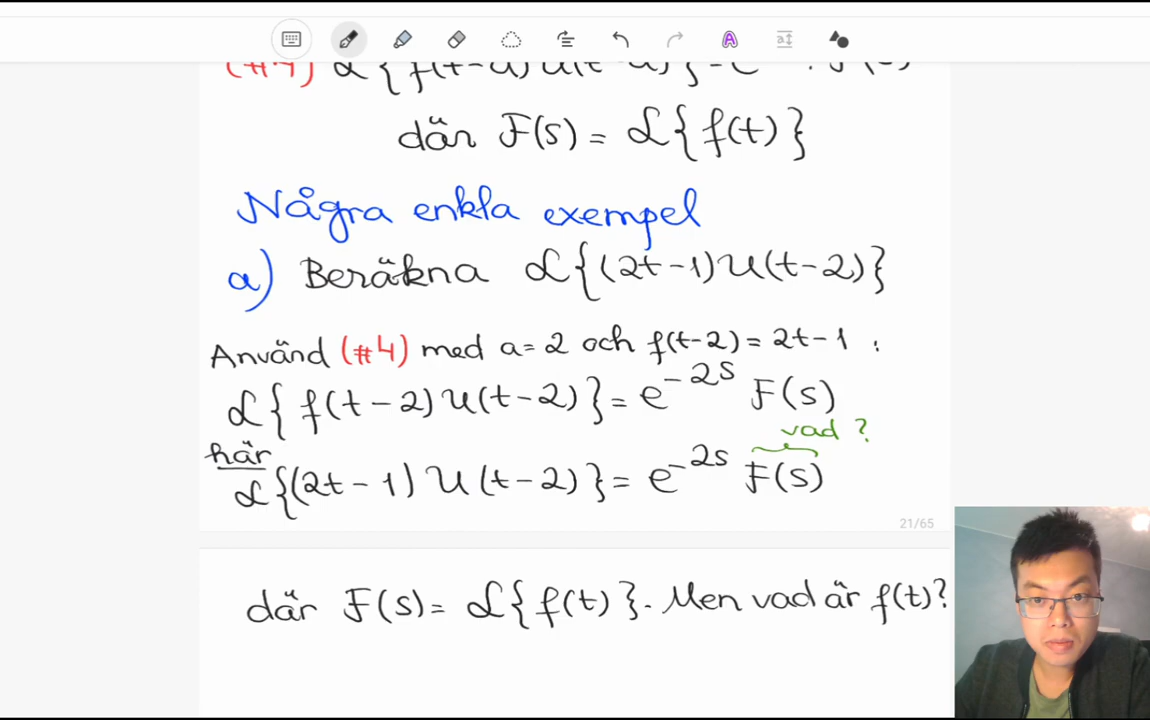 (#4) L{f(t-a)U(t-a)}=e · F(s)
där F(s) = L{f(t)}
Några enkla exempel
a) Beräkna L{(2t-1)U(t-2)}
Använd (#4) med a=2 och f(t-2)=2t-1 :
L{f(t-2)U(t-2)}=e^-2s F(s)
vad ?
här
L{(2t-1)U(t-2)}=e^-2s F(s)
21/65
där F(s)= L{f(t)}. Men vad är f(t)?